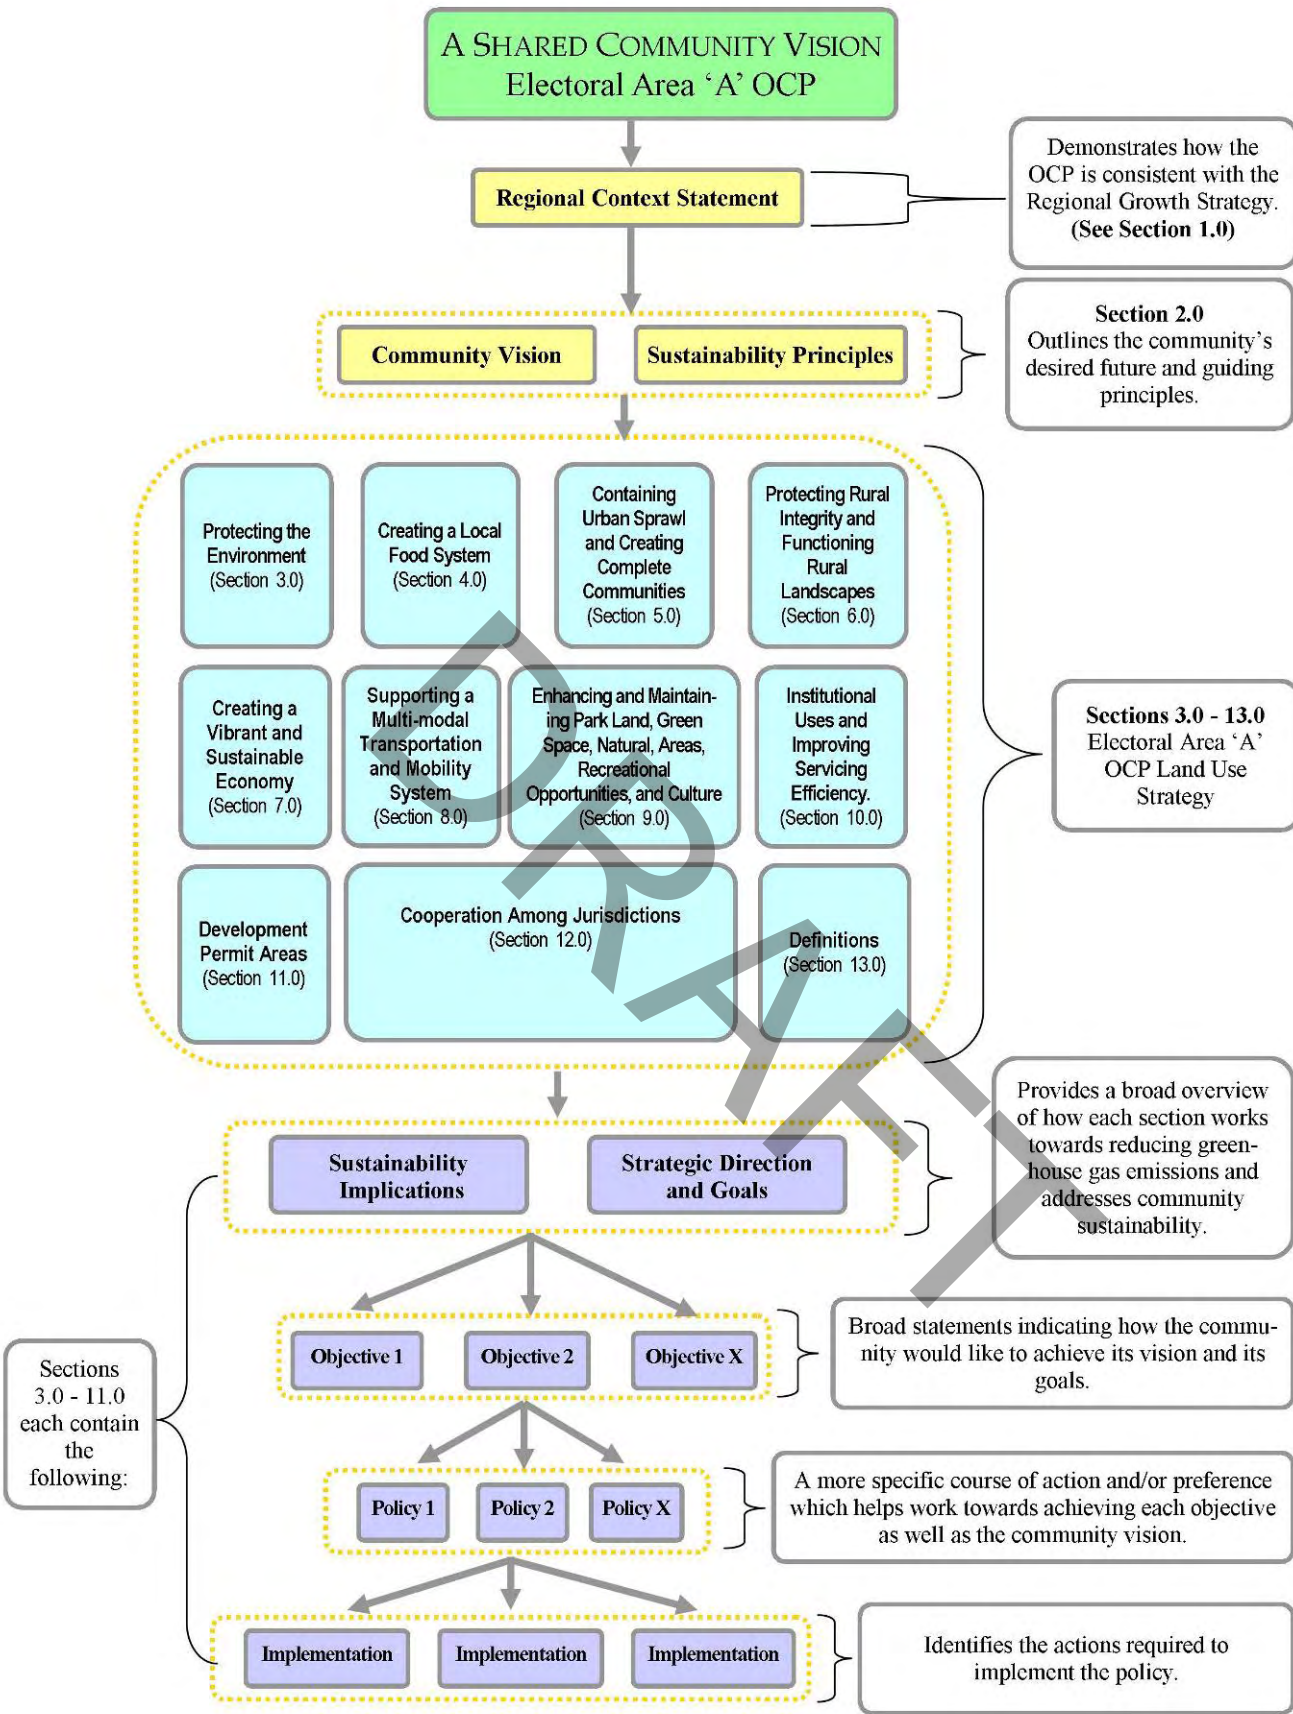 A SHARED COMMUNITY VISION
Electoral Area ‘A’ OCP
Regional Context Statement
Demonstrates how the
OCP is consistent with the
Regional Growth Strategy.
(See Section 1.0)
Community Vision
Sustainability Principles
Section 2.0
Outlines the community’s
desired future and guiding
principles.
Protecting the
Environment
(Section 3.0)
Creating a Local
Food System
(Section 4.0)
Containing
Urban Sprawl
and Creating
Complete
Communities
(Section 5.0)
Protecting Rural
Integrity and
Functioning
Rural
Landscapes
(Section 6.0)
Creating a
Vibrant and
Sustainable
Economy
(Section 7.0)
Supporting a
Multi-modal
Transportation
and Mobility
System
(Section 8.0)
Enhancing and Maintain-
ing Park Land, Green
Space, Natural, Areas,
Recreational
Opportunities, and Culture
(Section 9.0)
Institutional
Uses and
Improving
Servicing
Efficiency.
(Section 10.0)
Sections 3.0 - 13.0
Electoral Area ‘A’
OCP Land Use
Strategy
Development
Permit Areas
(Section 11.0)
Cooperation Among Jurisdictions
(Section 12.0)
Definitions
(Section 13.0)
DRAFT
Sustainability
Implications
Strategic Direction
and Goals
Provides a broad overview
of how each section works
towards reducing green-
house gas emissions and
addresses community
sustainability.
Sections
3.0 - 11.0
each contain
the
following:
Objective 1
Objective 2
Objective X
Broad statements indicating how the commu-
nity would like to achieve its vision and its
goals.
Policy 1
Policy 2
Policy X
A more specific course of action and/or preference
which helps work towards achieving each objective
as well as the community vision.
Implementation
Implementation
Implementation
Identifies the actions required to
implement the policy.